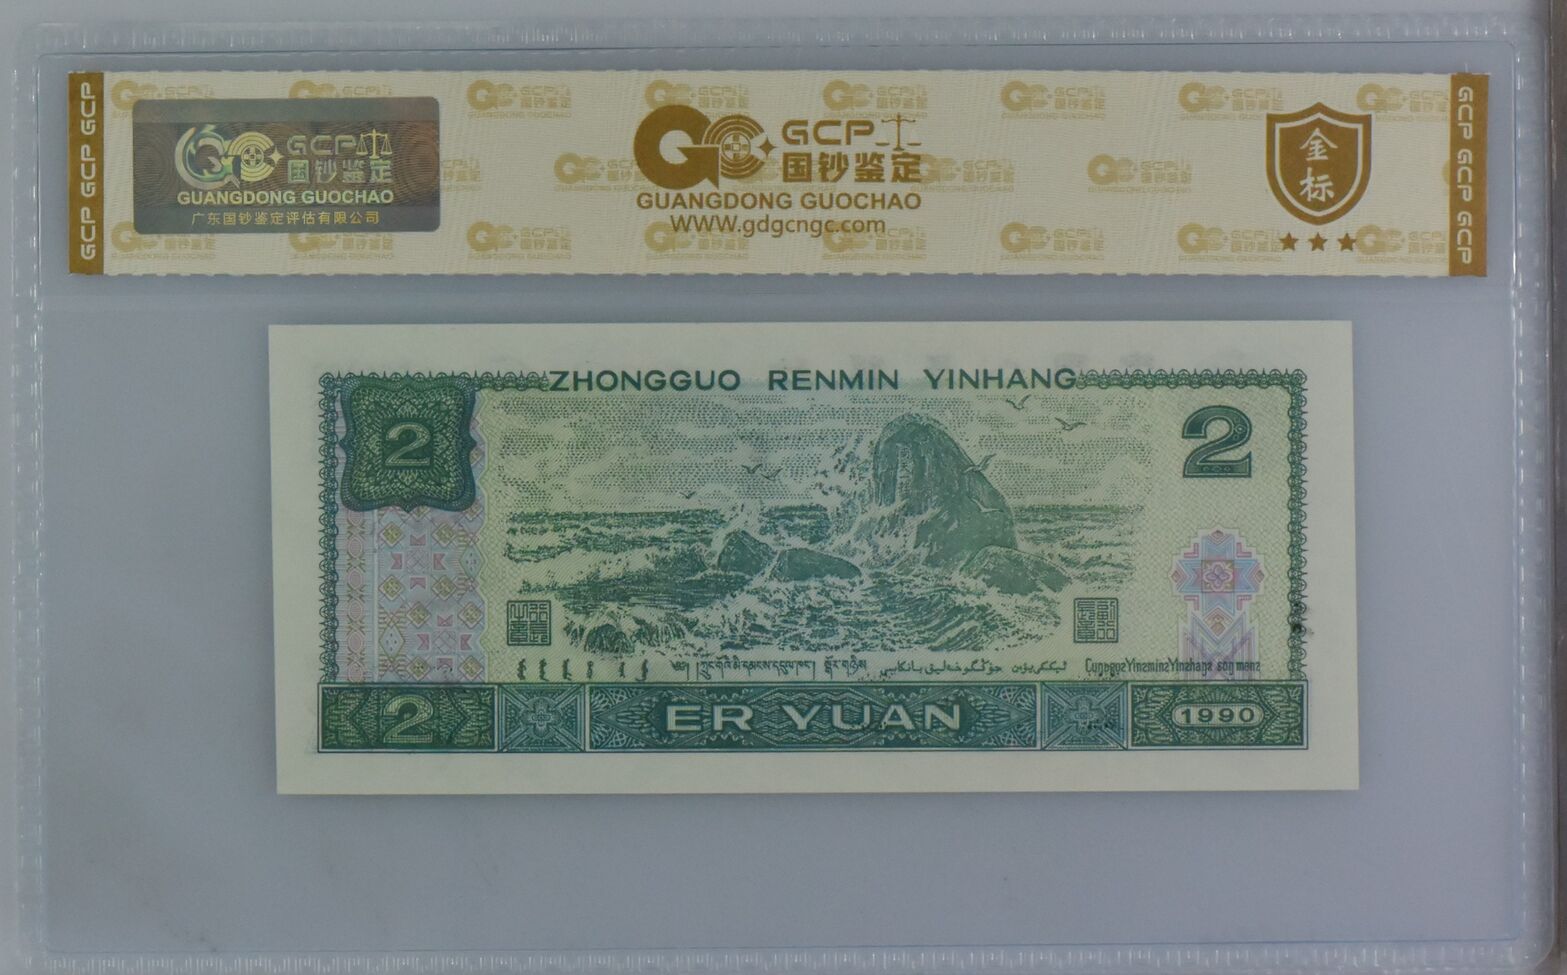 GCP GCP GCP
GCP
国钞鉴定
GUANGDONG GUOCHAO
广东国钞鉴定评估有限公司
GCP
国钞鉴定
GUANGDONG GUOCHAO
WWW.gdgcngc.com
金
标
GCP GCP GCP
ZHONGGUO RENMIN YINHANG
2
2
2
ER YUAN
1990